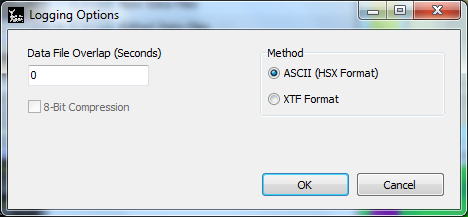 Logging Options
Data File Overlap (Seconds)
0
8-Bit Compression
Method
ASCII (HSX Format)
XTF Format
OK
Cancel